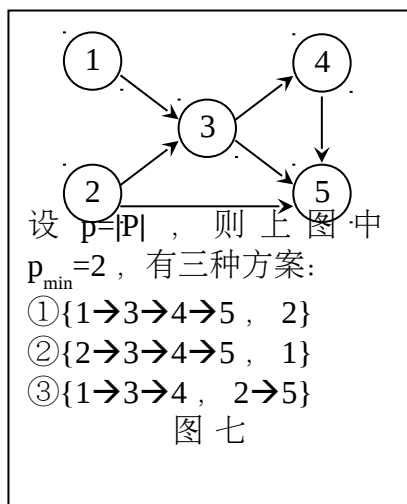 1
4
3
2
5
设 p=|P| ， 则 上 图 中
pmin=2，有三种方案：
①{1→3→4→5， 2}
②{2→3→4→5， 1}
③{1→3→4， 2→5}
图 七